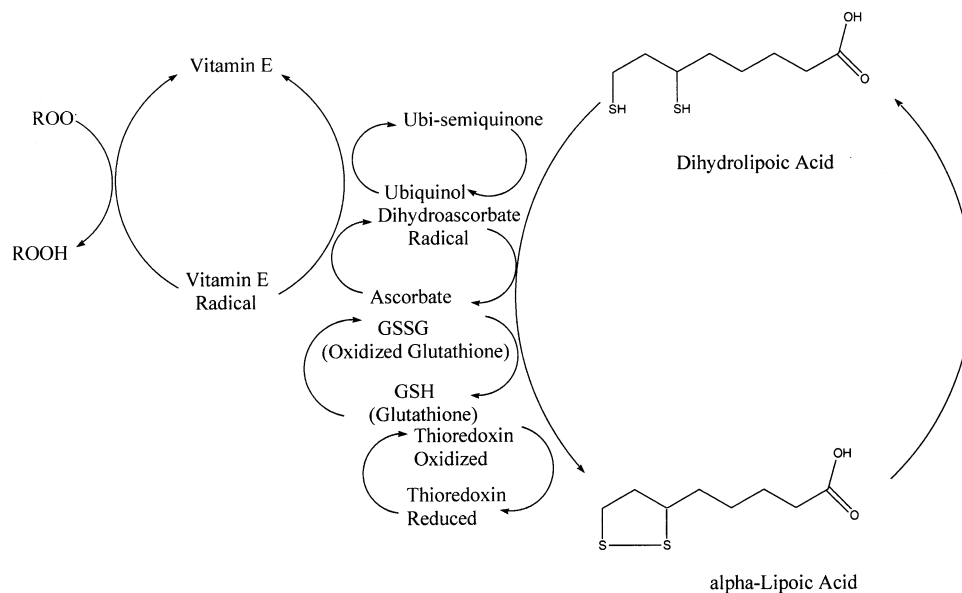 Vitamin E
ROO·
ROOH
Vitamin E
Radical
Ubi-semiquinone
Ubiquinol
Dihydroascorbate
Radical
Ascorbate
GSSG
(Oxidized Glutathione)
GSH
(Glutathione)
Thioredoxin
Oxidized
Thioredoxin
Reduced
OH
O
SH
SH
Dihydrolipoic Acid
OH
O
S
S
alpha-Lipoic Acid